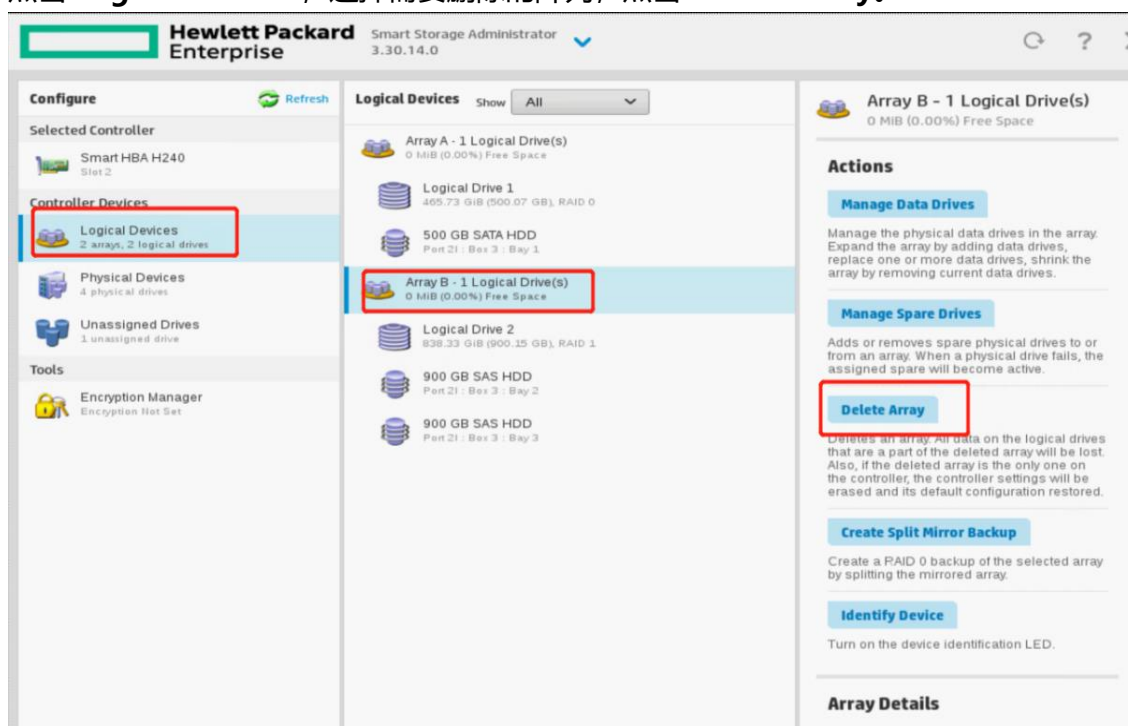 Hewlett Packard
Enterprise
Smart Storage Administrator
3.30.14.0
?
Configure
Refresh
Selected Controller
Smart HBA H240
Slot 2
Controller Devices
Logical Devices
2 arrays, 2 logical drives
Physical Devices
4 physical drives
Unassigned Drives
1 unassigned drive
Tools
Encryption Manager
Encryption Not Set
Logical Devices Show All
Array A - 1 Logical Drive(s)
0 MiB (0.00%) Free Space
Logical Drive 1
465.73 GiB (500.07 GB), RAID 0
500 GB SATA HDD
Port 2I : Box 3 : Bay 1
Array B - 1 Logical Drive(s)
0 MiB (0.00%) Free Space
Logical Drive 2
838.33 GiB (900.15 GB), RAID 1
900 GB SAS HDD
Port 2I : Box 3 : Bay 2
900 GB SAS HDD
Port 2I : Box 3 : Bay 3
Array B - 1 Logical Drive(s)
0 MiB (0.00%) Free Space
Actions
Manage Data Drives
Manage the physical data drives in the array.
Expand the array by adding data drives,
replace one or more data drives, shrink the
array by removing current data drives.
Manage Spare Drives
Adds or removes spare physical drives to or
from an array. When a physical drive fails, the
assigned spare will become active.
Delete Array
Deletes an array. All data on the logical drives
that are a part of the deleted array will be lost.
Also, if the deleted array is the only one on
the controller, the controller settings will be
erased and its default configuration restored.
Create Split Mirror Backup
Create a RAID 0 backup of the selected array
by splitting the mirrored array.
Identify Device
Turn on the device identification LED.
Array Details